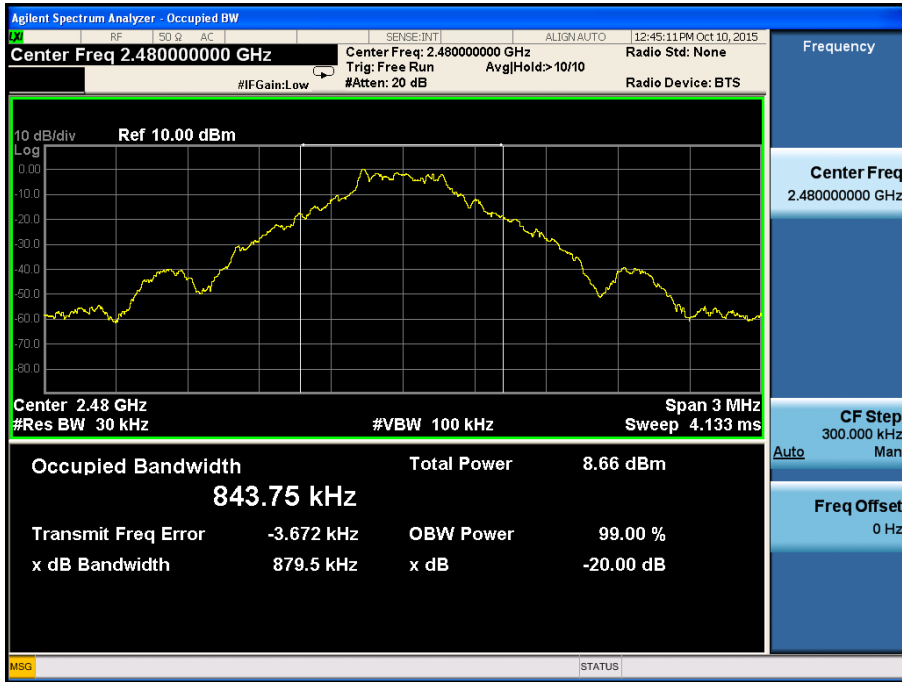 Agilent Spectrum Analyzer - Occupied BW
LXI RF 50 Ω AC SENSE:INT ALIGN AUTO 12:45:11 PM Oct 10, 2015
Center Freq 2.480000000 GHz
Center Freq: 2.480000000 GHz
Radio Std: None
Trig: Free Run Avg|Hold:>10/10
#IFGain:Low
#Atten: 20 dB
Radio Device: BTS
10 dB/div Ref 10.00 dBm
Log
0.00
-10.0
-20.0
-30.0
-40.0
-50.0
-60.0
-70.0
-80.0
Center 2.48 GHz Span 3 MHz
#Res BW 30 kHz #VBW 100 kHz Sweep 4.133 ms
Occupied Bandwidth Total Power 8.66 dBm
843.75 kHz
Transmit Freq Error -3.672 kHz OBW Power 99.00 %
x dB Bandwidth 879.5 kHz x dB -20.00 dB
MSG STATUS
Frequency
Center Freq
2.480000000 GHz
CF Step
300.000 kHz
Auto Man
Freq Offset
0 Hz